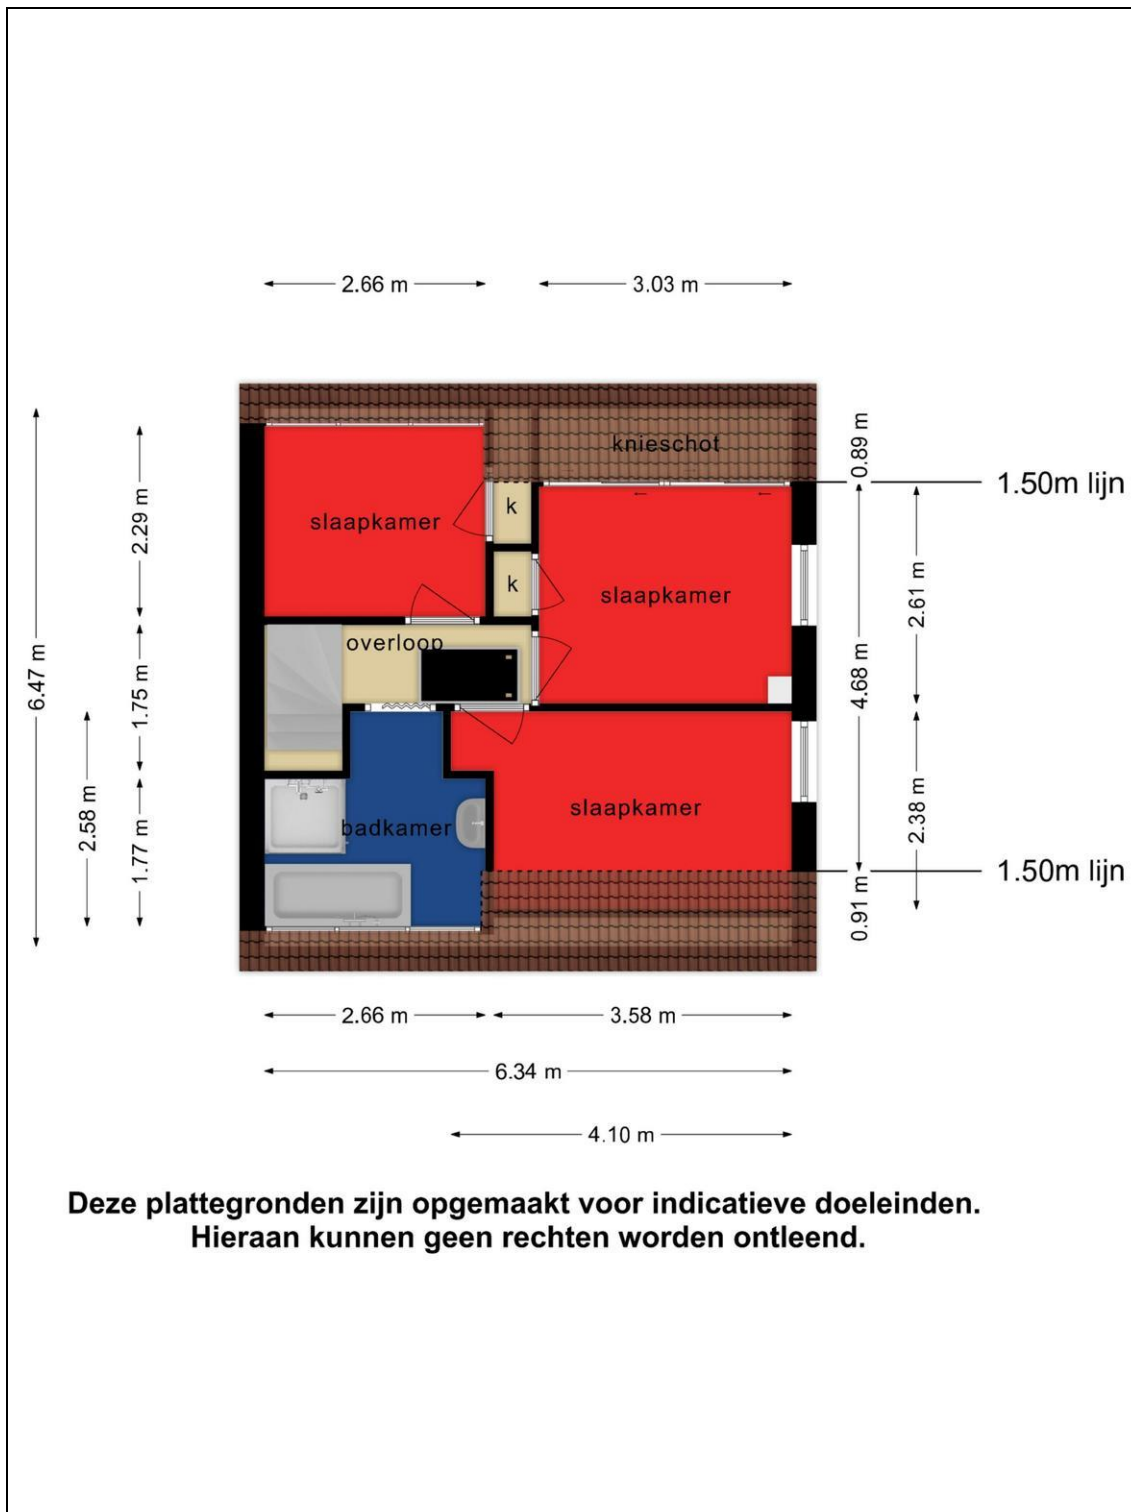 2.66 m
3.03 m
knieschot
0.89 m
1.50m lijn
k
slaapkamer
2.29 m
k
slaapkamer
2.61 m
overloop
6.47 m
1.75 m
4.68 m
slaapkamer
badkamer
2.58 m
1.77 m
2.38 m
1.50m lijn
0.91 m
2.66 m
3.58 m
6.34 m
4.10 m
Deze plattegronden zijn opgemaakt voor indicatieve doeleinden.
Hieraan kunnen geen rechten worden ontleend.